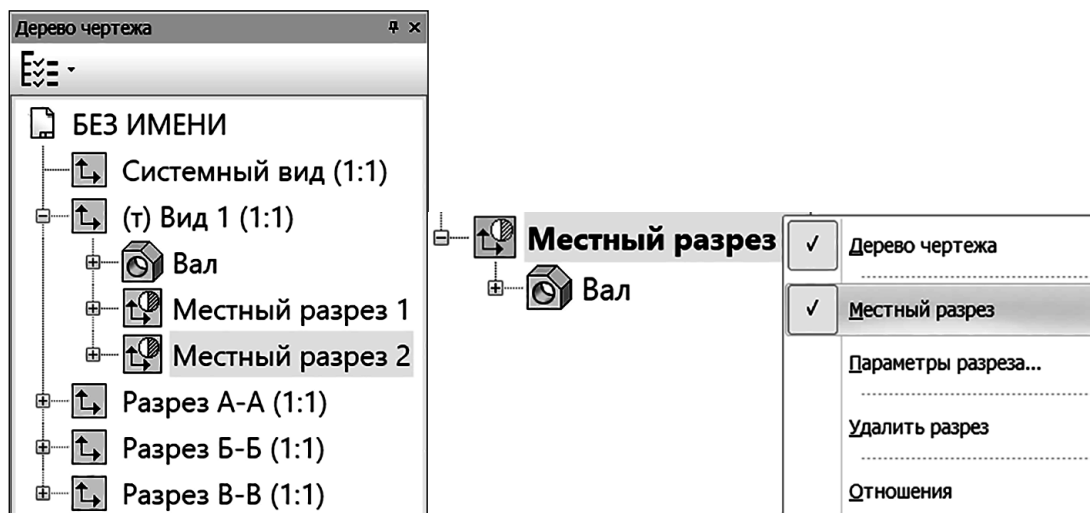 Дерево чертежа
БЕЗ ИМЕНИ
Системный вид (1:1)
(т) Вид 1 (1:1)
Вал
Местный разрез 1
Местный разрез 2
Разрез А-А (1:1)
Разрез Б-Б (1:1)
Разрез В-В (1:1)
Местный разрез
Вал
Дерево чертежа
Местный разрез
Параметры разреза...
Удалить разрез
Отношения